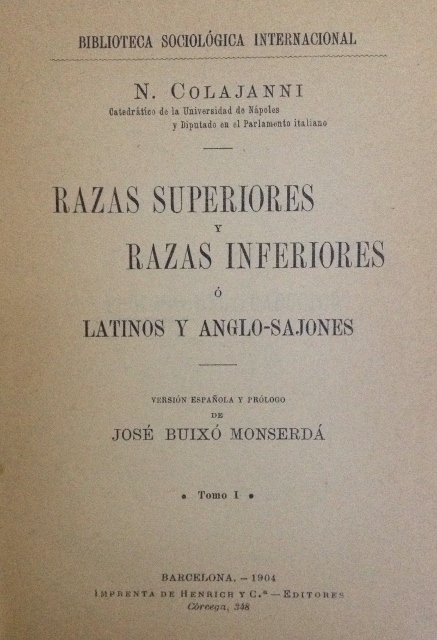 BIBLIOTECA SOCIOLÓGICA INTERNACIONAL
N. COLAJANNI
Catedrático de la Universidad de Nápoles
y Diputado en el Parlamento italiano
RAZAS SUPERIORES
Y
RAZAS INFERIORES
Ó
LATINOS Y ANGLO-SAJONES
VERSIÓN ESPAÑOLA Y PRÓLOGO
DE
JOSÉ BUIXÓ MONSERDÁ
• Tomo I •
BARCELONA. – 1904
IMPRENTA DE HENRICH Y C.ª – EDITORES
Córcega, 348